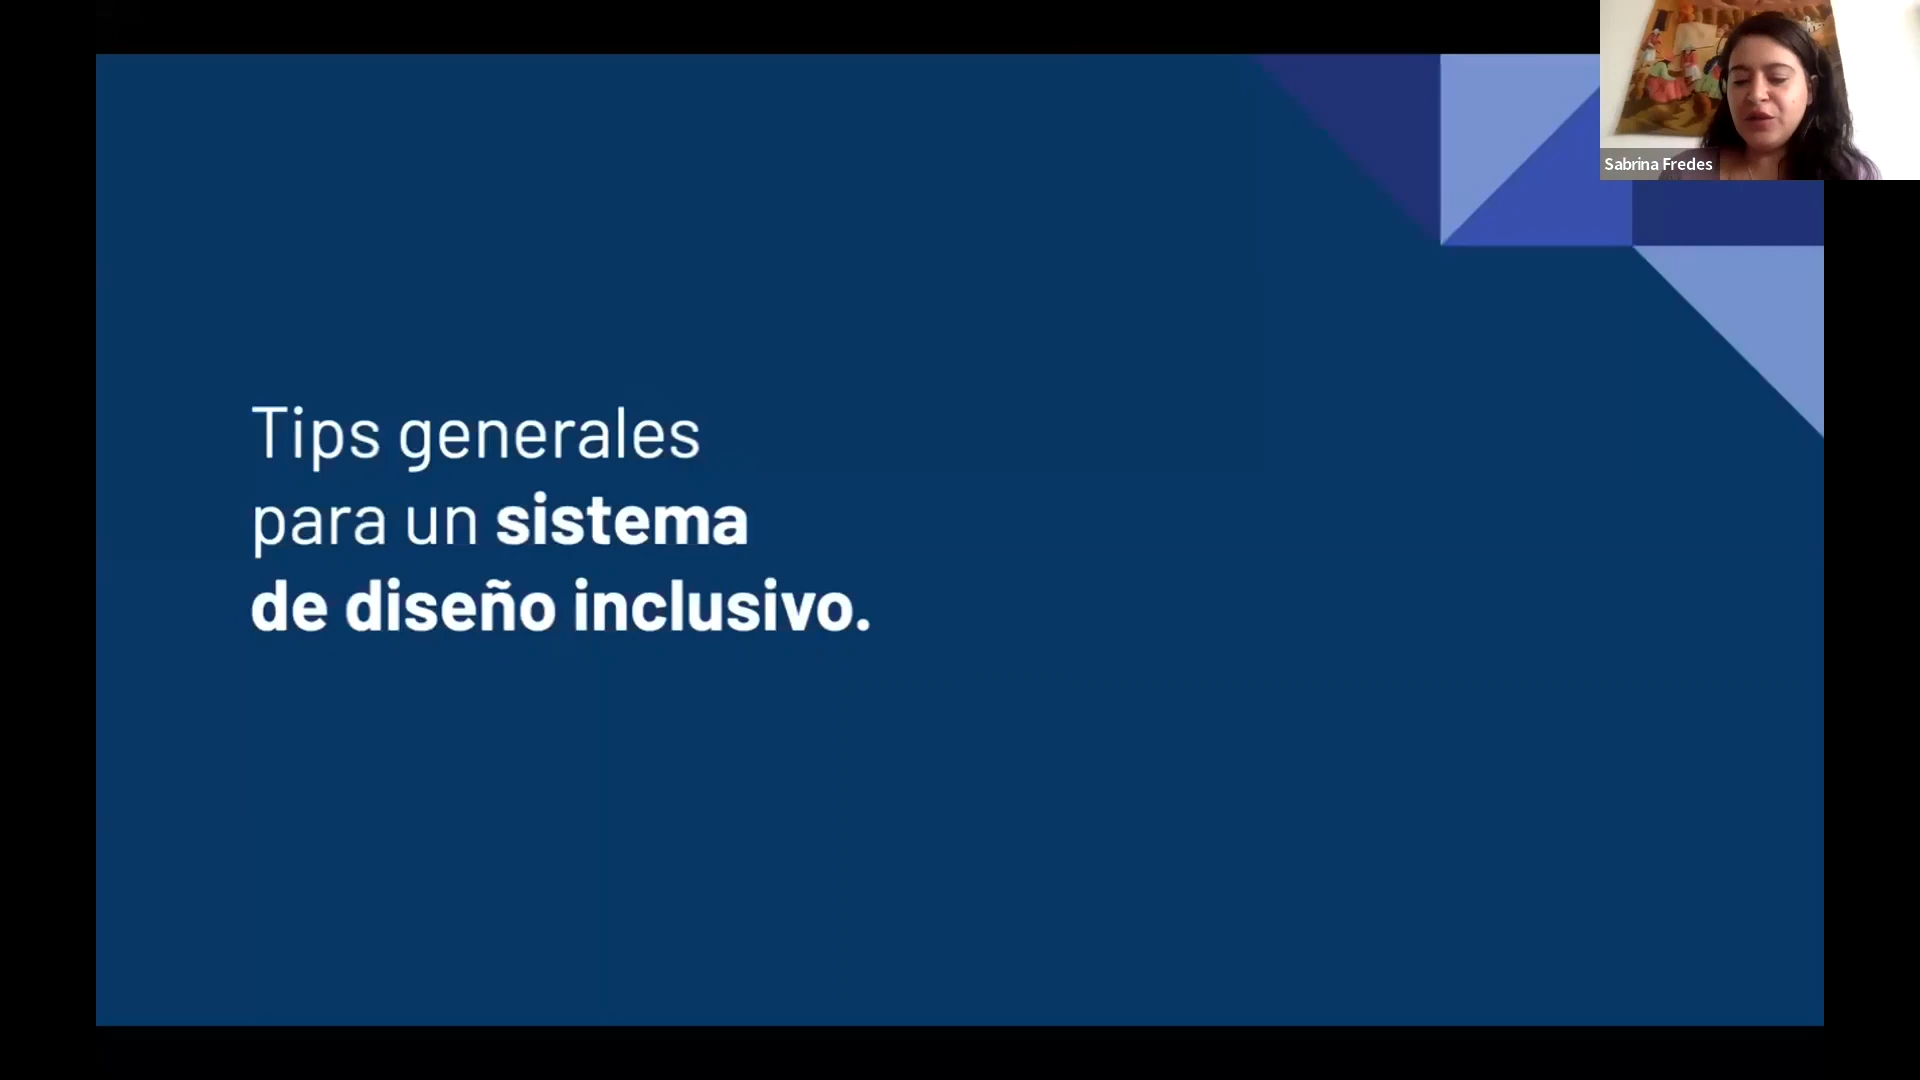 Sabrina Fredes
Tips generales
para un sistema
de diseño inclusivo.